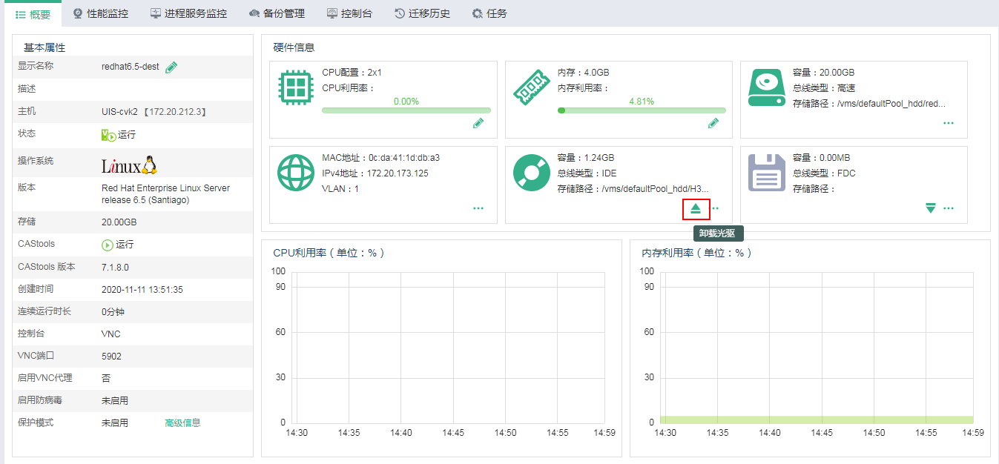 概要 性能监控 进程服务监控 备份管理 控制台 迁移历史 任务
基本属性
显示名称 redhat6.5-dest
描述
主机 UIS-cvk2 【172.20.212.3】
状态 运行
操作系统 Linux
版本 Red Hat Enterprise Linux Server
release 6.5 (Santiago)
存储 20.00GB
CAStools 运行
CAStools 版本 7.1.8.0
创建时间 2020-11-11 13:51:35
连续运行时长 0分钟
控制台 VNC
VNC端口 5902
启用VNC代理 否
启用防病毒 未启用
保护模式 未启用 高级信息
硬件信息
CPU配置：2x1
CPU利用率：
0.00%
内存：4.0GB
内存利用率：
4.81%
容量：20.00GB
总线类型：高速
存储路径：/vms/defaultPool_hdd/red...
MAC地址：0c:da:41:1d:db:a3
IPv4地址：172.20.173.125
VLAN：1
容量：1.24GB
总线类型：IDE
存储路径：/vms/defaultPool_hdd/H3...
卸载光驱
容量：0.00MB
总线类型：FDC
存储路径：
CPU利用率（单位：%）
100
90
60
30
0
14:30 14:35 14:40 14:45 14:50 14:55 14:59
内存利用率（单位：%）
100
90
60
30
0
14:30 14:35 14:40 14:45 14:50 14:55 14:59